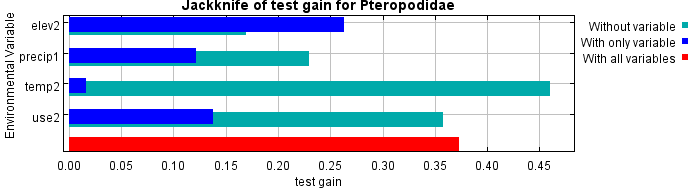 Jackknife of test gain for Pteropodidae
Environmental Variable
elev2
precip1
temp2
use2
Without variable
With only variable
With all variables
0.00 0.05 0.10 0.15 0.20 0.25 0.30 0.35 0.40 0.45
test gain